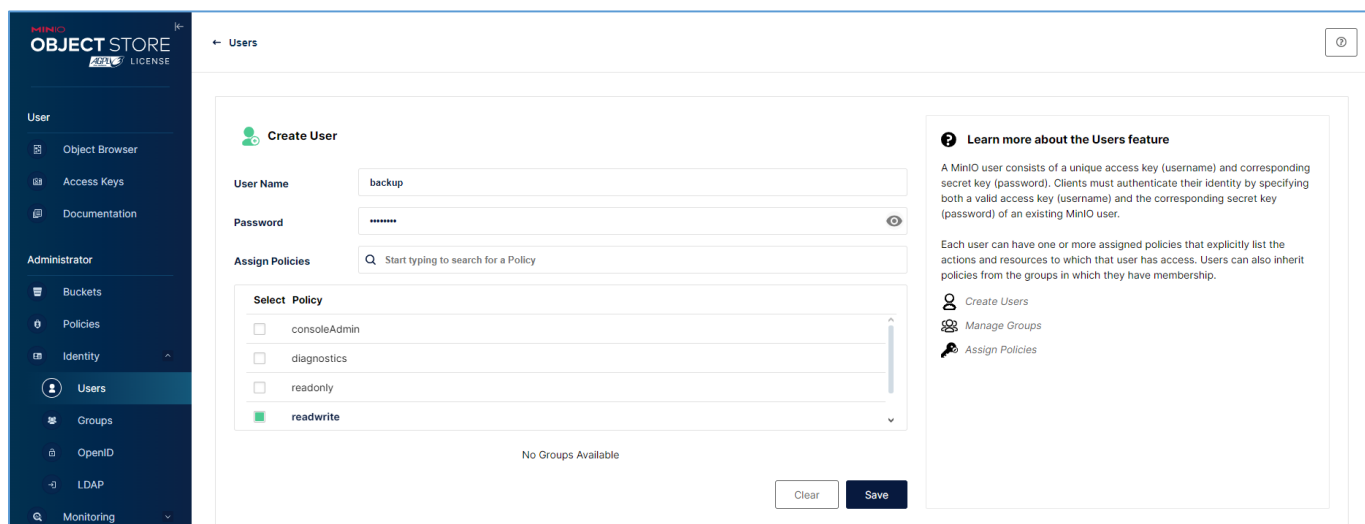 MINIO
OBJECT STORE
AGPLv3 LICENSE
User
Object Browser
Access Keys
Documentation
Administrator
Buckets
Policies
Identity
Users
Groups
OpenID
LDAP
Monitoring
← Users
Create User
User Name
backup
Password
••••••••
Assign Policies
Start typing to search for a Policy
Select Policy
consoleAdmin
diagnostics
readonly
readwrite
No Groups Available
Clear
Save
Learn more about the Users feature
A MinIO user consists of a unique access key (username) and corresponding
secret key (password). Clients must authenticate their identity by specifying
both a valid access key (username) and the corresponding secret key
(password) of an existing MinIO user.
Each user can have one or more assigned policies that explicitly list the
actions and resources to which that user has access. Users can also inherit
policies from the groups in which they have membership.
Create Users
Manage Groups
Assign Policies